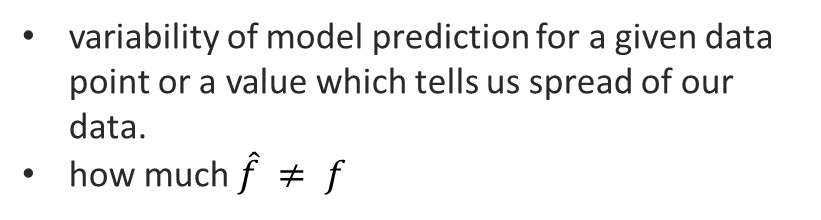 • variability of model prediction for a given data
point or a value which tells us spread of our
data.
• how much f̂ ≠ f